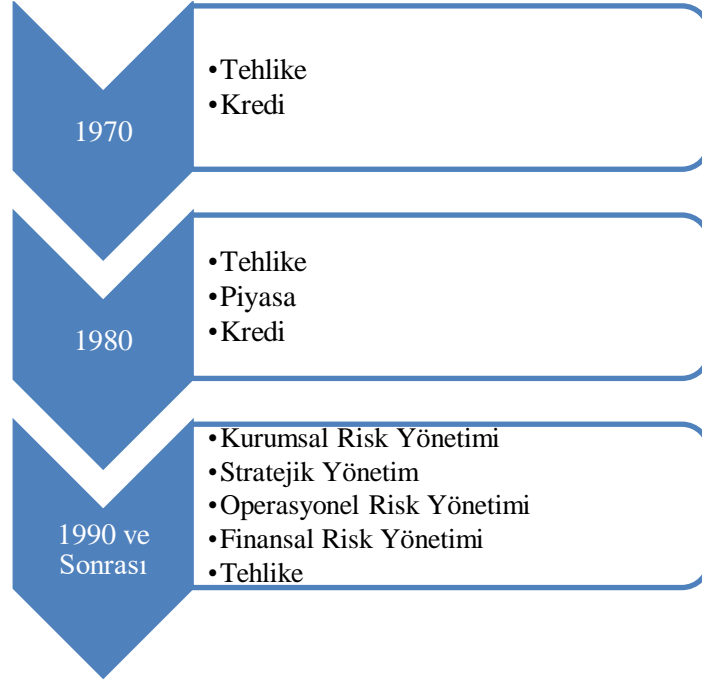 1970
•Tehlike
•Kredi
1980
•Tehlike
•Piyasa
•Kredi
1990 ve
Sonrası
•Kurumsal Risk Yönetimi
•Stratejik Yönetim
•Operasyonel Risk Yönetimi
•Finansal Risk Yönetimi
•Tehlike